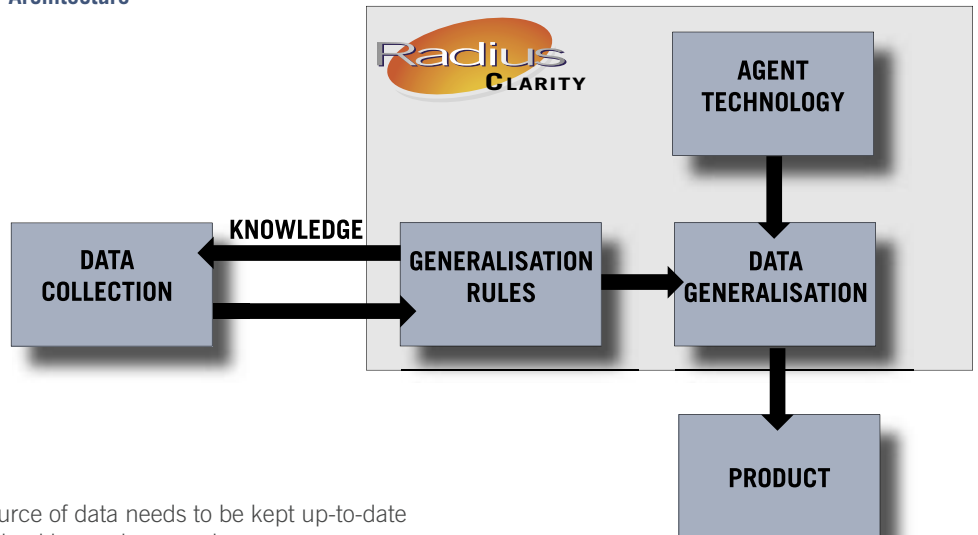 Architecture
Radius
CLARITY
AGENT
TECHNOLOGY
KNOWLEDGE
DATA
COLLECTION
GENERALISATION
RULES
DATA
GENERALISATION
PRODUCT
urce of data needs to be kept up-to-date